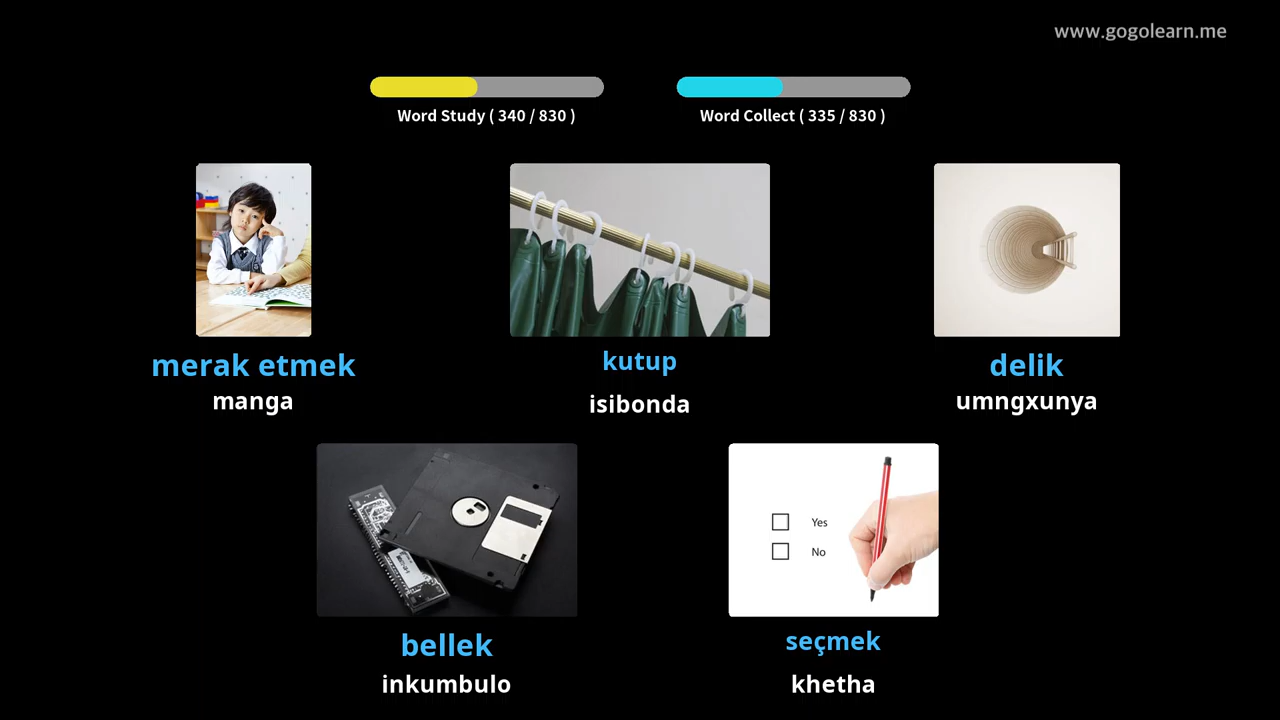 www.gogolearn.me
Word Study ( 340 / 830 )
Word Collect ( 335 / 830 )
merak etmek
manga
kutup
isibonda
delik
umngxunya
Yes
No
bellek
inkumbulo
seçmek
khetha